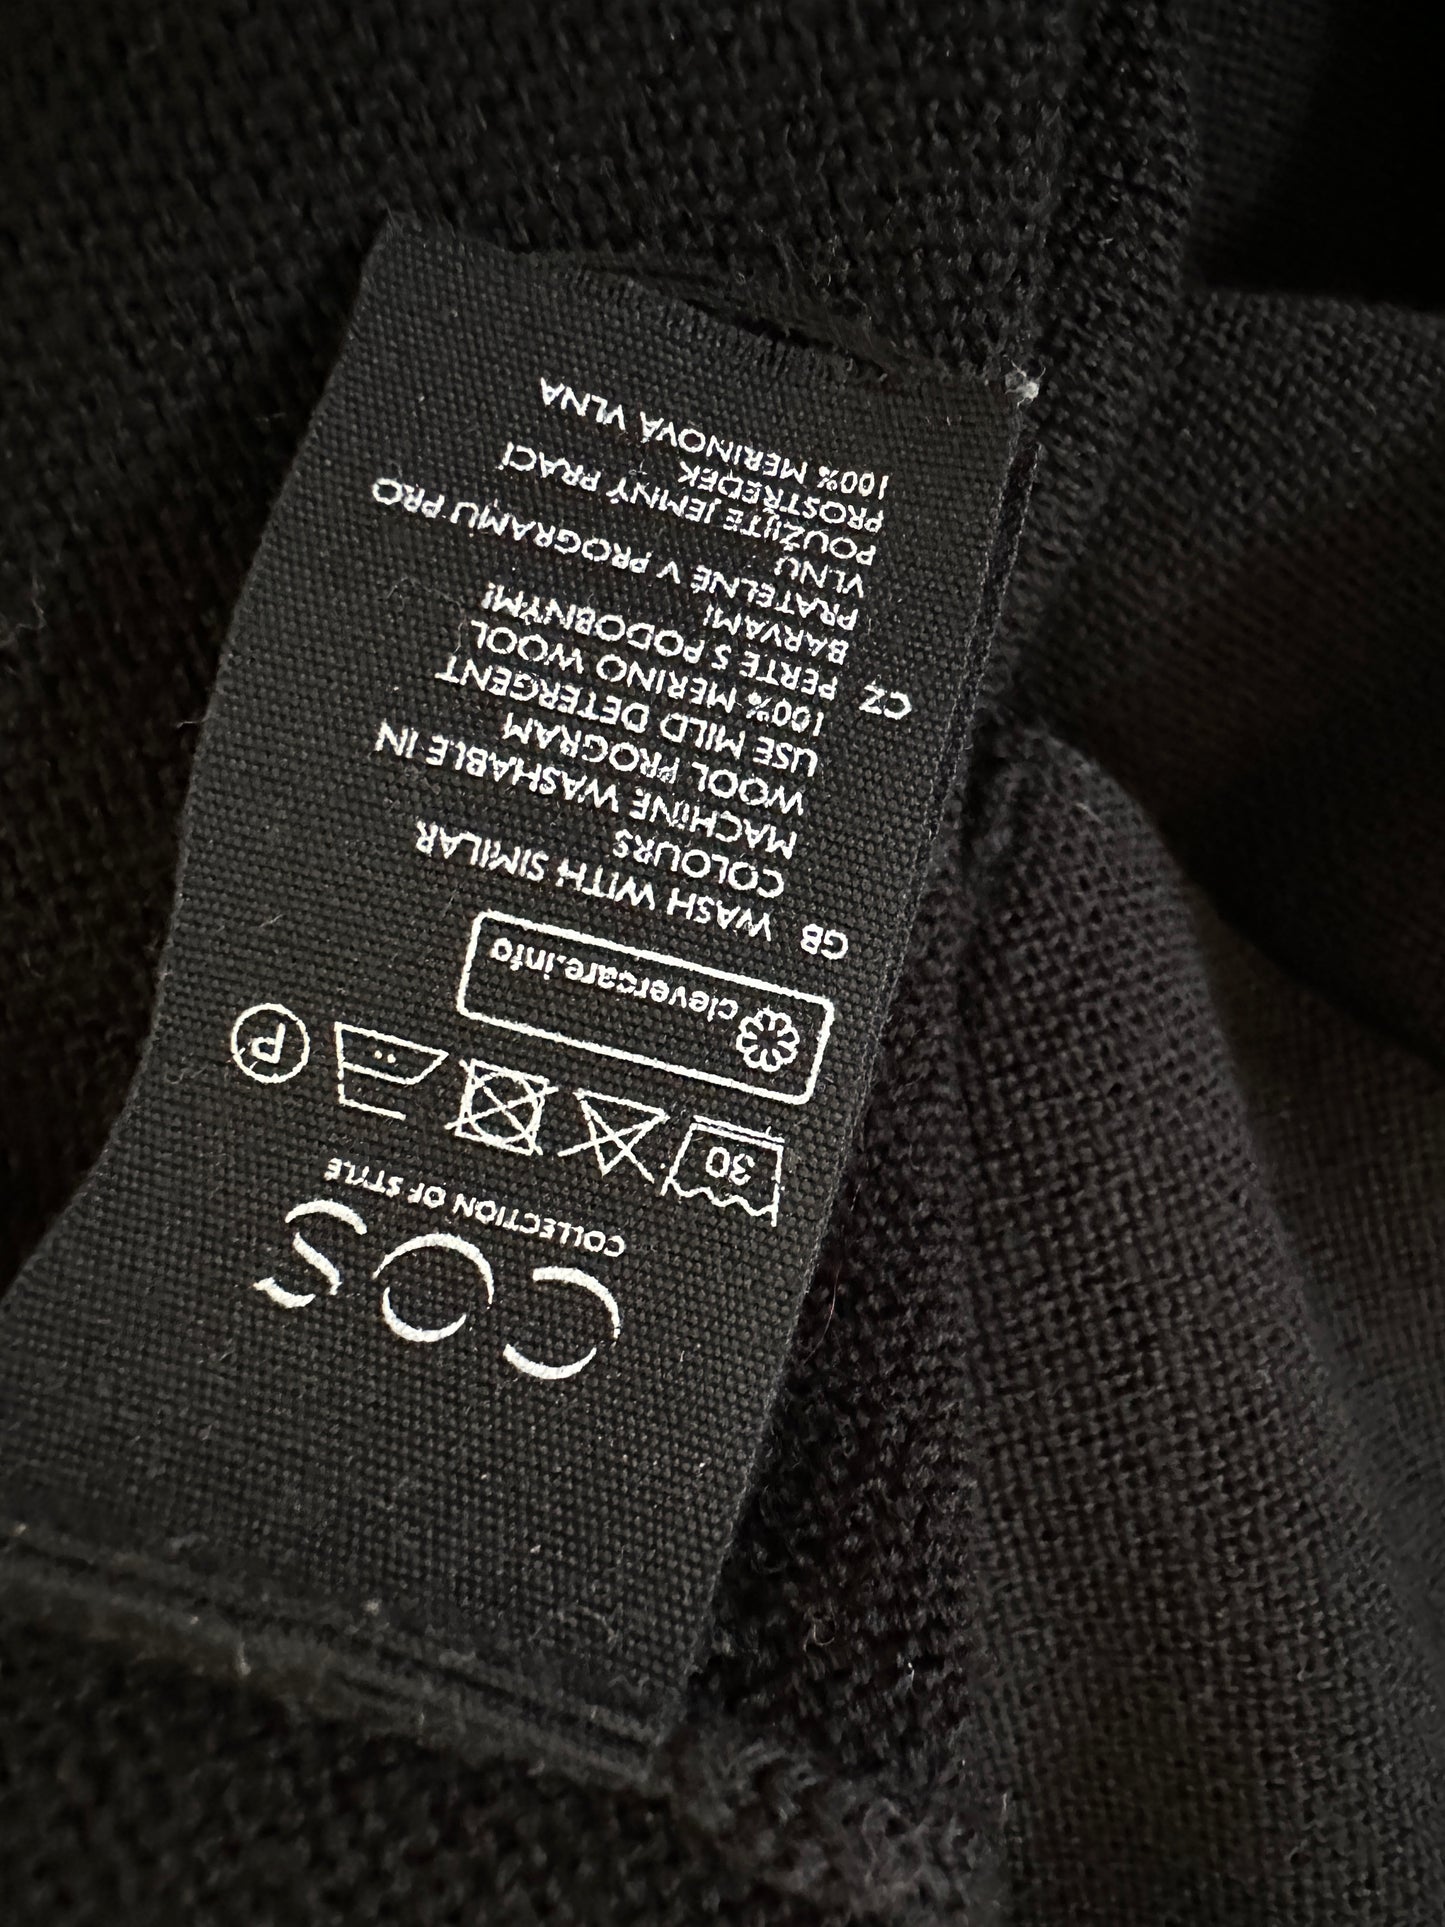 COS
COLLECTION OF STYLE
30 P
clevercare.info
GB WASH WITH SIMILAR
COLOURS
MACHINE WASHABLE IN
WOOL PROGRAM
USE MILD DETERGENT
100% MERINO WOOL
CZ PERTE S PODOBNÝMI
BARVAMI
PRATELNÉ V PROGRAMU PRO
VLNU
POUŽIJTE JEMNÝ PRACÍ
PROSTŘEDEK
100% MERINOVÁ VLNA